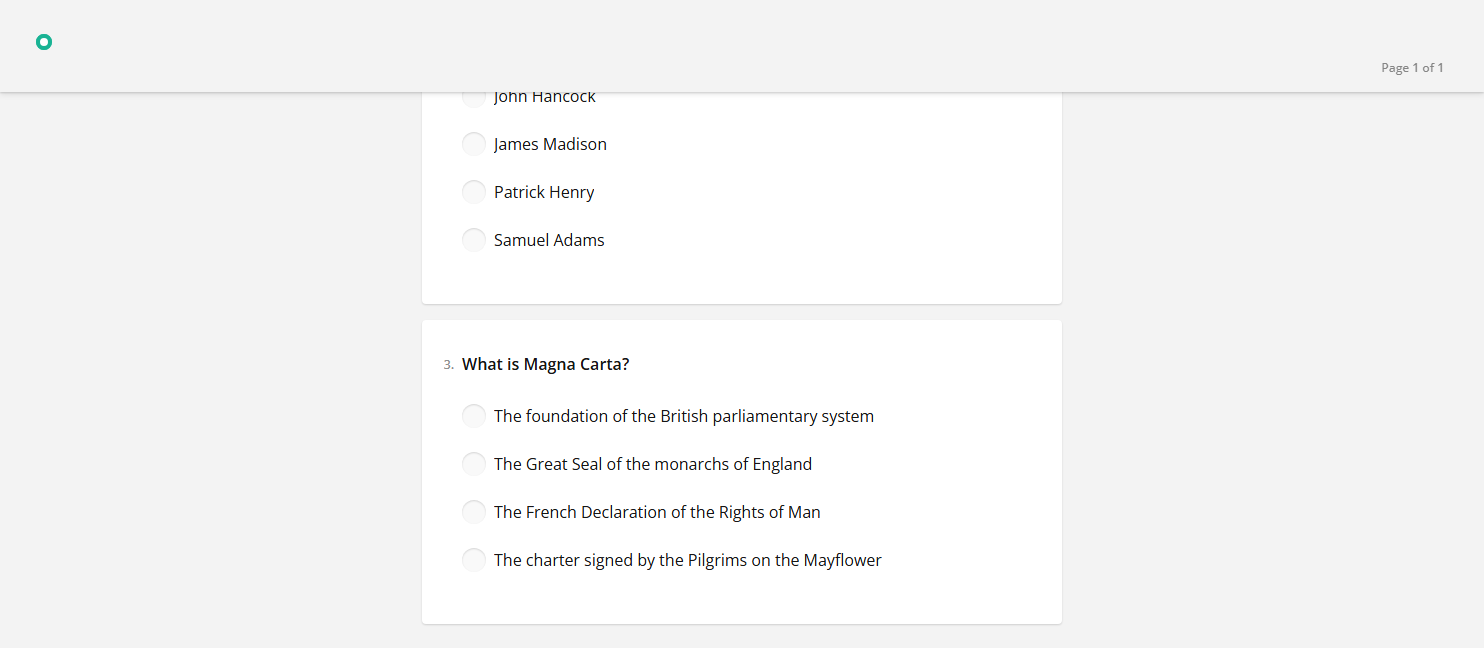 Page 1 of 1
John Hancock
James Madison
Patrick Henry
Samuel Adams
3. What is Magna Carta?
The foundation of the British parliamentary system
The Great Seal of the monarchs of England
The French Declaration of the Rights of Man
The charter signed by the Pilgrims on the Mayflower